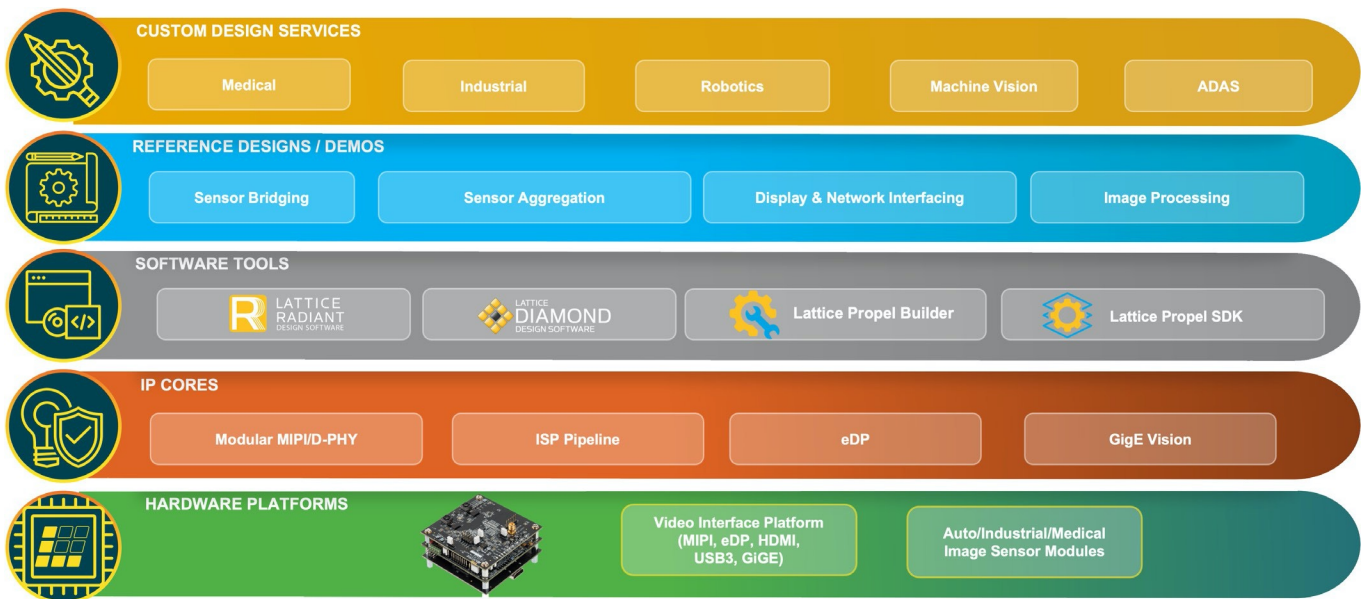 CUSTOM DESIGN SERVICES
Medical
Industrial
Robotics
Machine Vision
ADAS
REFERENCE DESIGNS / DEMOS
Sensor Bridging
Sensor Aggregation
Display & Network Interfacing
Image Processing
SOFTWARE TOOLS
LATTICE
RADIANT
DESIGN SOFTWARE
LATTICE
DIAMOND
DESIGN SOFTWARE
Lattice Propel Builder
Lattice Propel SDK
IP CORES
Modular MIPI/D-PHY
ISP Pipeline
eDP
GigE Vision
HARDWARE PLATFORMS
Video Interface Platform
(MIPI, eDP, HDMI,
USB3, GiGE)
Auto/Industrial/Medical
Image Sensor Modules